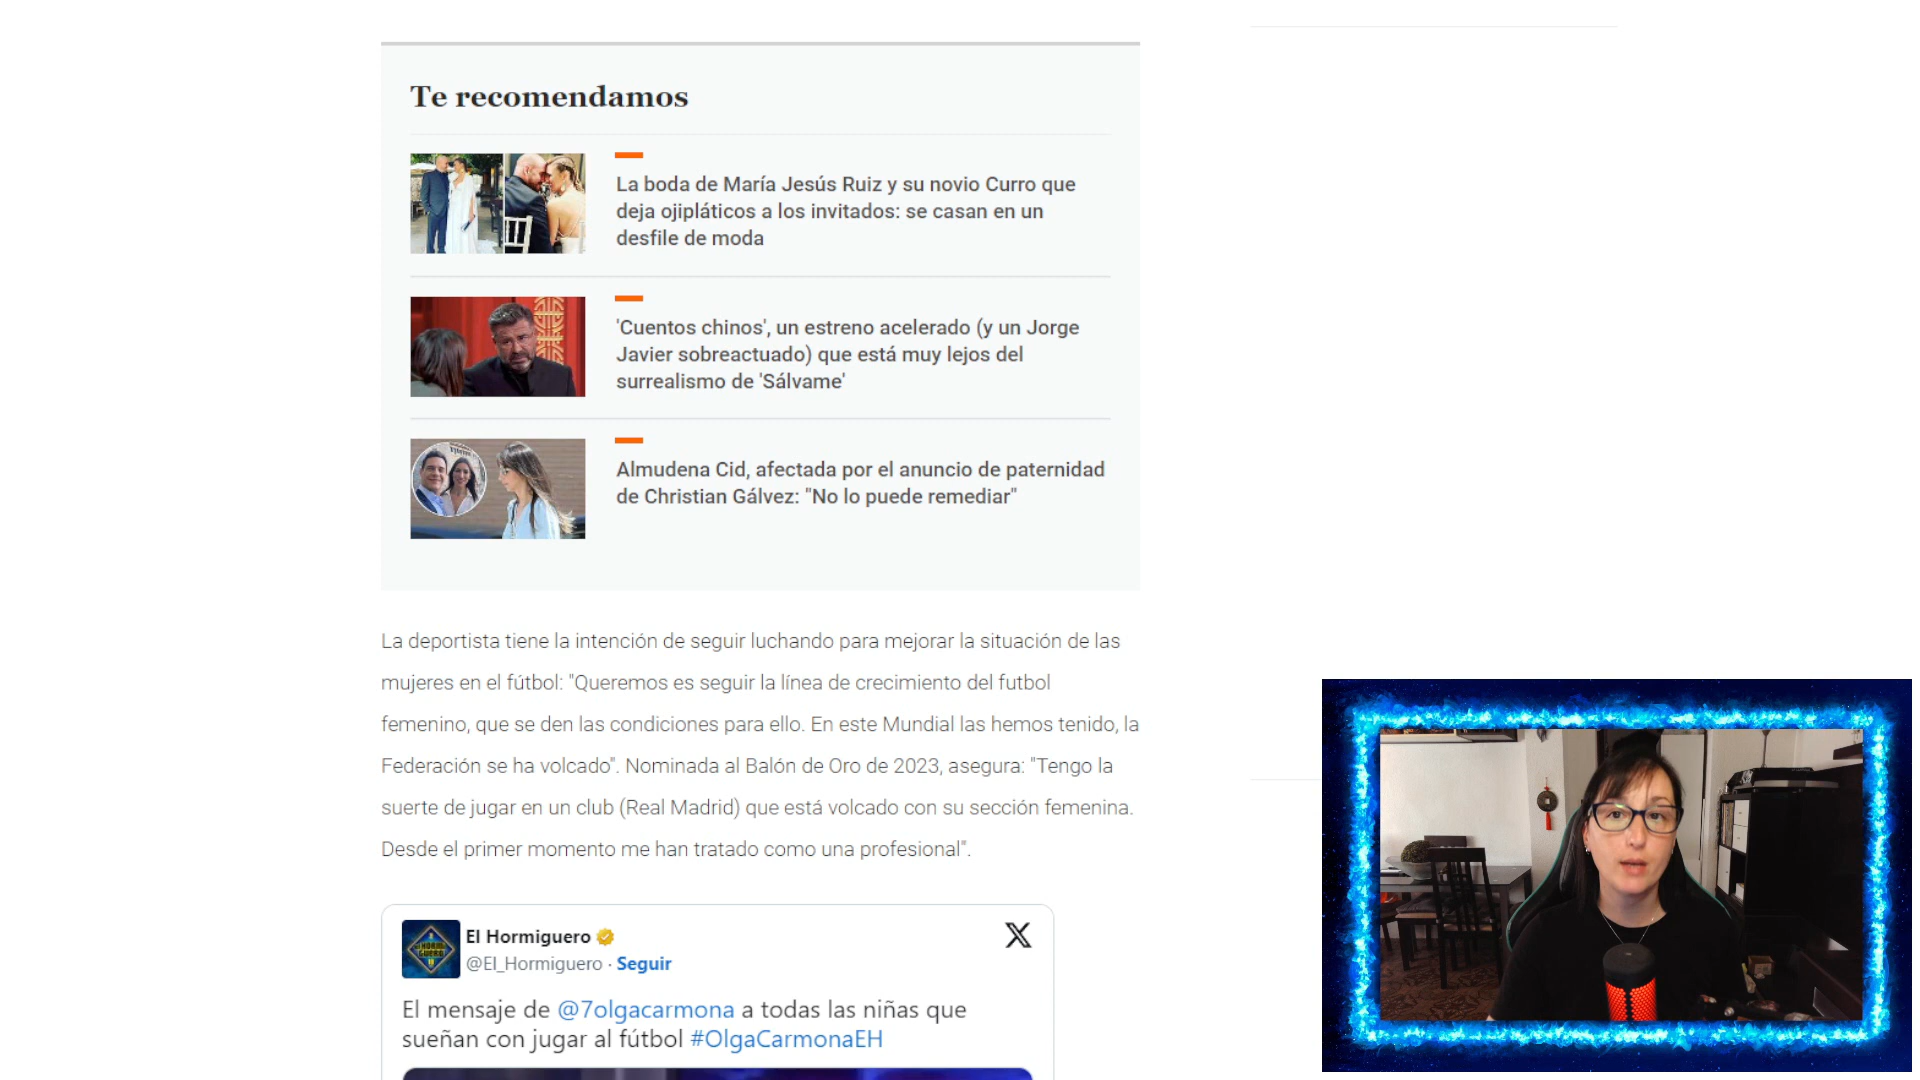 Te recomendamos
La boda de María Jesús Ruiz y su novio Curro que
deja ojipláticos a los invitados: se casan en un
desfile de moda
'Cuentos chinos', un estreno acelerado (y un Jorge
Javier sobreactuado) que está muy lejos del
surrealismo de 'Sálvame'
Almudena Cid, afectada por el anuncio de paternidad
de Christian Gálvez: "No lo puede remediar"
La deportista tiene la intención de seguir luchando para mejorar la situación de las
mujeres en el fútbol: "Queremos es seguir la línea de crecimiento del futbol
femenino, que se den las condiciones para ello. En este Mundial las hemos tenido, la
Federación se ha volcado". Nominada al Balón de Oro de 2023, asegura: "Tengo la
suerte de jugar en un club (Real Madrid) que está volcado con su sección femenina.
Desde el primer momento me han tratado como una profesional".
EL HORMIGUERO
El Hormiguero
@El_Hormiguero · Seguir
El mensaje de @7olgacarmona a todas las niñas que
sueñan con jugar al fútbol #OlgaCarmonaEH